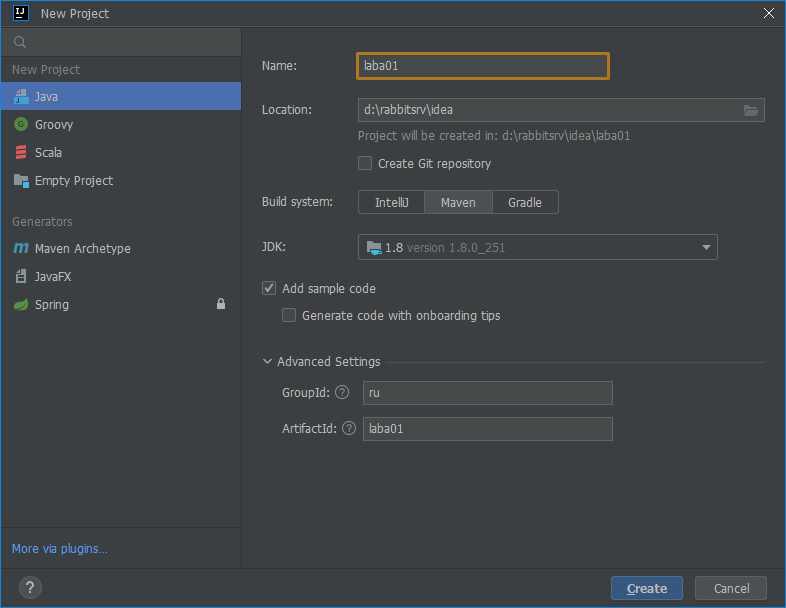 New Project
New Project
Java
Groovy
Scala
Empty Project
Generators
Maven Archetype
JavaFX
Spring
More via plugins...
Name: laba01
Location: d:\rabbitsrv\idea
Project will be created in: d:\rabbitsrv\idea\laba01
Create Git repository
Build system: IntelliJ Maven Gradle
JDK: 1.8 version 1.8.0_251
Add sample code
Generate code with onboarding tips
Advanced Settings
GroupId: ? ru
ArtifactId: ? laba01
? Create Cancel